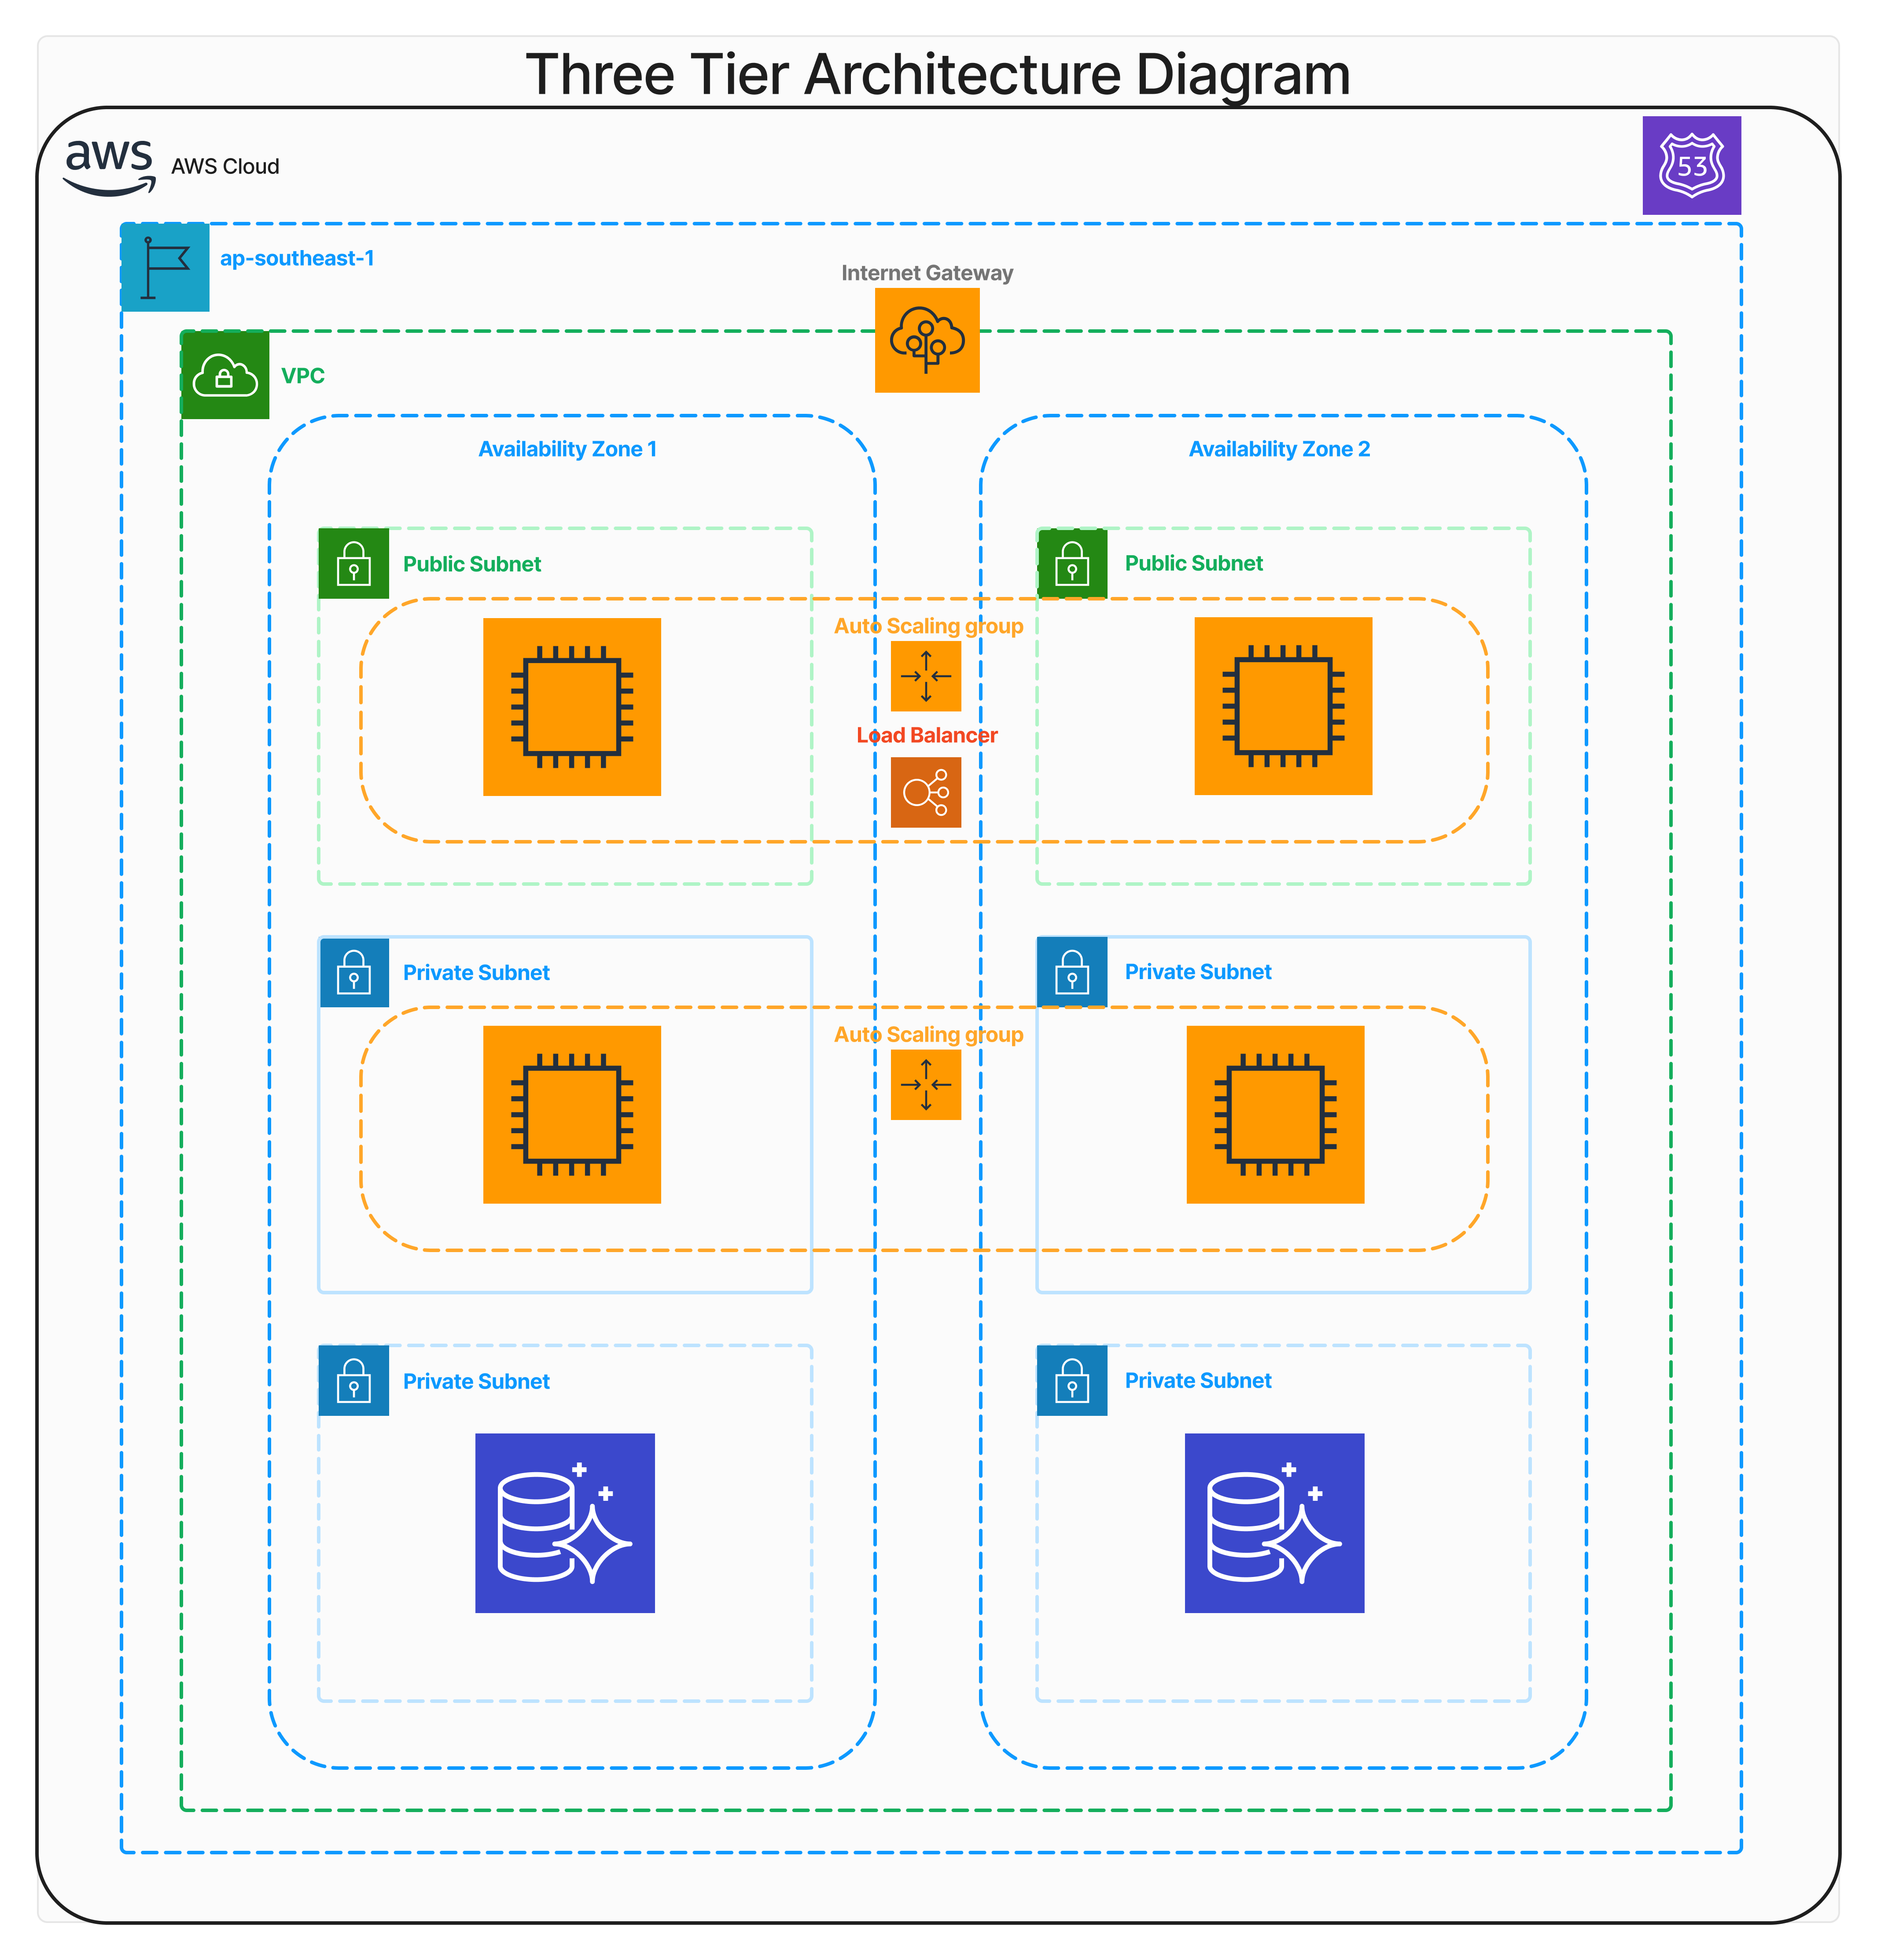 Three Tier Architecture Diagram
aws
AWS Cloud
53
ap-southeast-1
Internet Gateway
VPC
Availability Zone 1
Availability Zone 2
Public Subnet
Public Subnet
Auto Scaling group
Load Balancer
Private Subnet
Private Subnet
Auto Scaling group
Private Subnet
Private Subnet